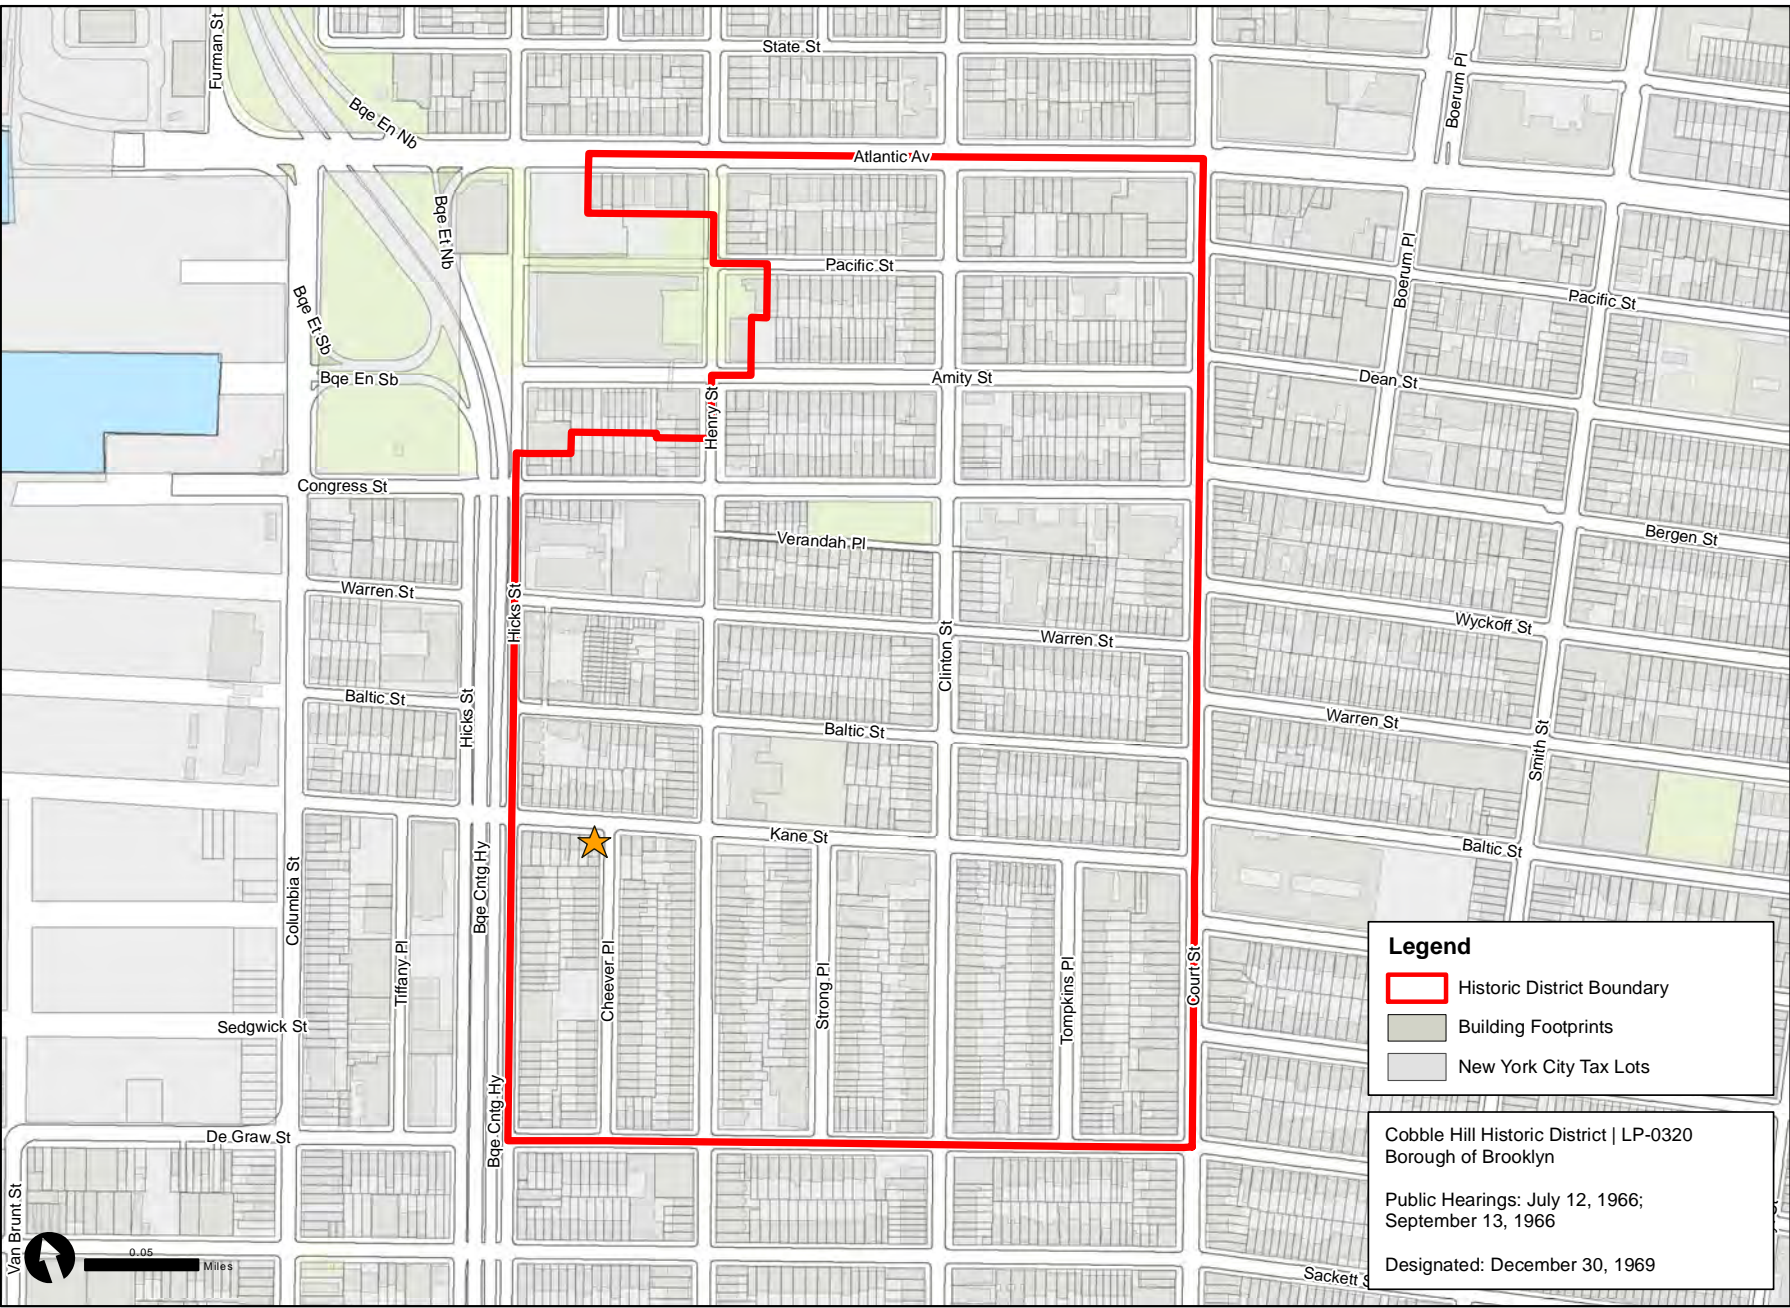 Furman St
State St
Boerum Pl
Bqe En Nb
Atlantic Av
Bqe Et Nb
Boerum Pl
Pacific St
Pacific St
Bqe Et Sb
Bqe En Sb
Amity St
Dean St
Henry St
Congress St
Verandah Pl
Bergen St
Warren St
Hicks St
Wyckoff St
Clinton St
Warren St
Baltic St
Hicks St
Warren St
Smith St
Baltic St
Kane St
Baltic St
Columbia St
Bqe Cntg Hy
Tiffany Pl
Cheever Pl
Strong Pl
Tompkins Pl
Court St
Sedgwick St
De Graw St
Bqe Cntg Hy
Van Brunt St
Sackett S
0.05
Miles
Legend
Historic District Boundary
Building Footprints
New York City Tax Lots
Cobble Hill Historic District | LP-0320
Borough of Brooklyn
Public Hearings: July 12, 1966;
September 13, 1966
Designated: December 30, 1969